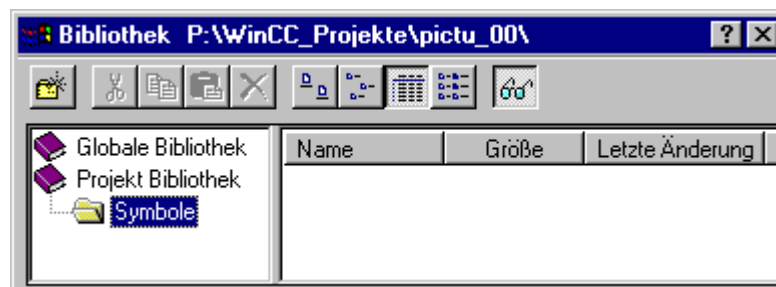 Bibliothek P:\WinCC_Projekte\pictu_00\
Globale Bibliothek
Projekt Bibliothek
Symbole
Name Größe Letzte Änderung